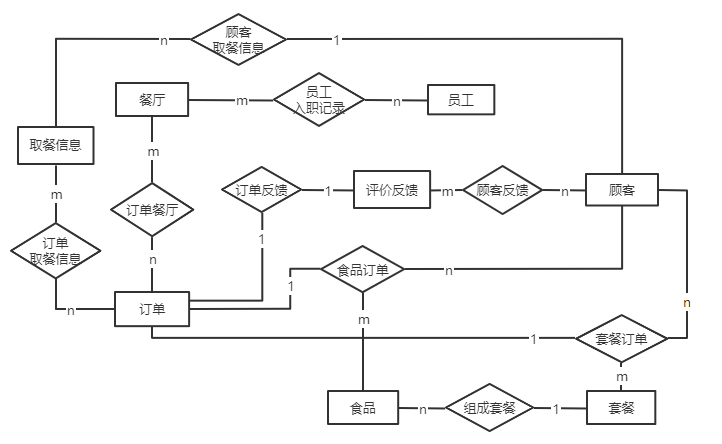 顾客
取餐信息
n
1
餐厅
m
员工
入职记录
n
员工
取餐信息
m
订单反馈
1
评价反馈
m
顾客反馈
n
顾客
m
订单餐厅
1
订单
取餐信息
n
食品订单
n
1
n
订单
n
m
1
套餐订单
m
食品
n
组成套餐
1
套餐